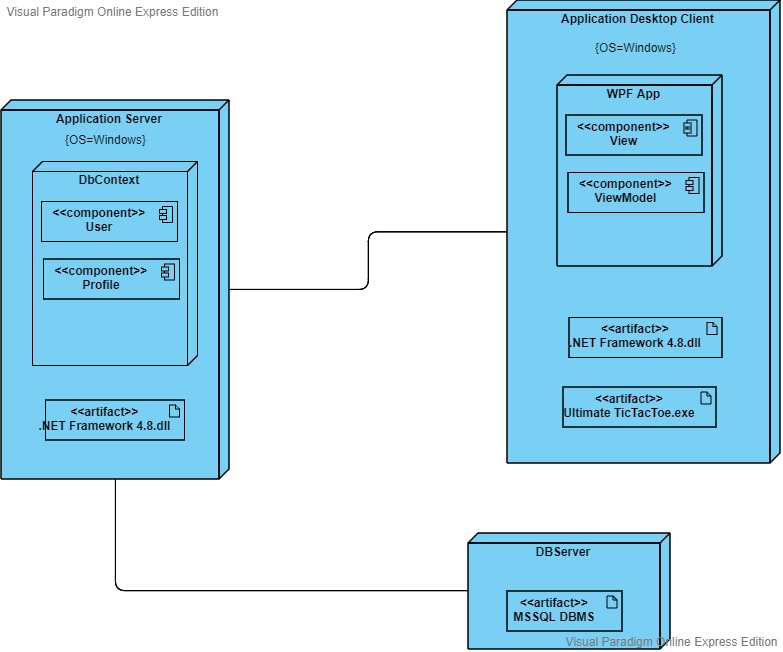 Visual Paradigm Online Express Edition
Application Desktop Client
{OS=Windows}
WPF App
<<component>>
View
<<component>>
ViewModel
<<artifact>>
.NET Framework 4.8.dll
<<artifact>>
Ultimate TicTacToe.exe
Application Server
{OS=Windows}
DbContext
<<component>>
User
<<component>>
Profile
<<artifact>>
.NET Framework 4.8.dll
DBServer
<<artifact>>
MSSQL DBMS
Visual Paradigm Online Express Edition